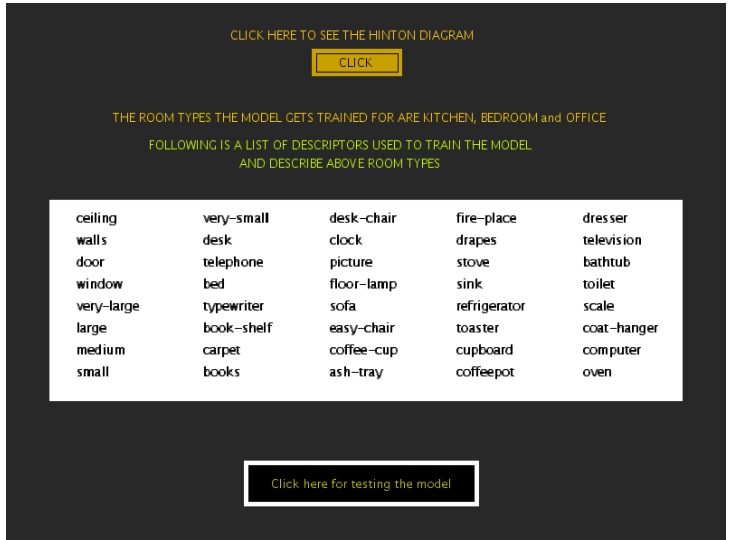 CLICK HERE TO SEE THE HINTON DIAGRAM
CLICK
THE ROOM TYPES THE MODEL GETS TRAINED FOR ARE KITCHEN, BEDROOM and OFFICE
FOLLOWING IS A LIST OF DESCRIPTORS USED TO TRAIN THE MODEL
AND DESCRIBE ABOVE ROOM TYPES
ceiling very-small desk-chair fire-place dresser
walls desk clock drapes television
door telephone picture stove bathtub
window bed floor-lamp sink toilet
very-large typewriter sofa refrigerator scale
large book-shelf easy-chair toaster coat-hanger
medium carpet coffee-cup cupboard computer
small books ash-tray coffeepot oven
Click here for testing the model